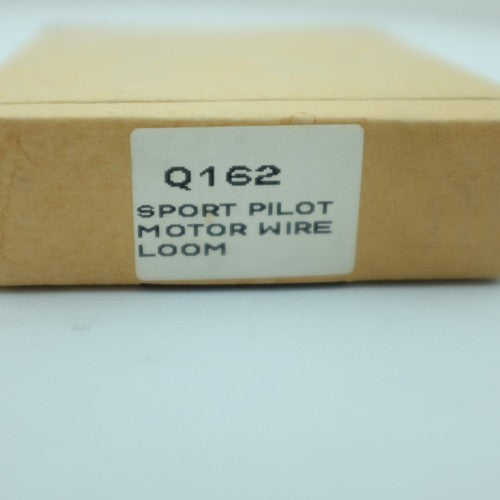 Q162
SPORT PILOT
MOTOR WIRE
LOOM